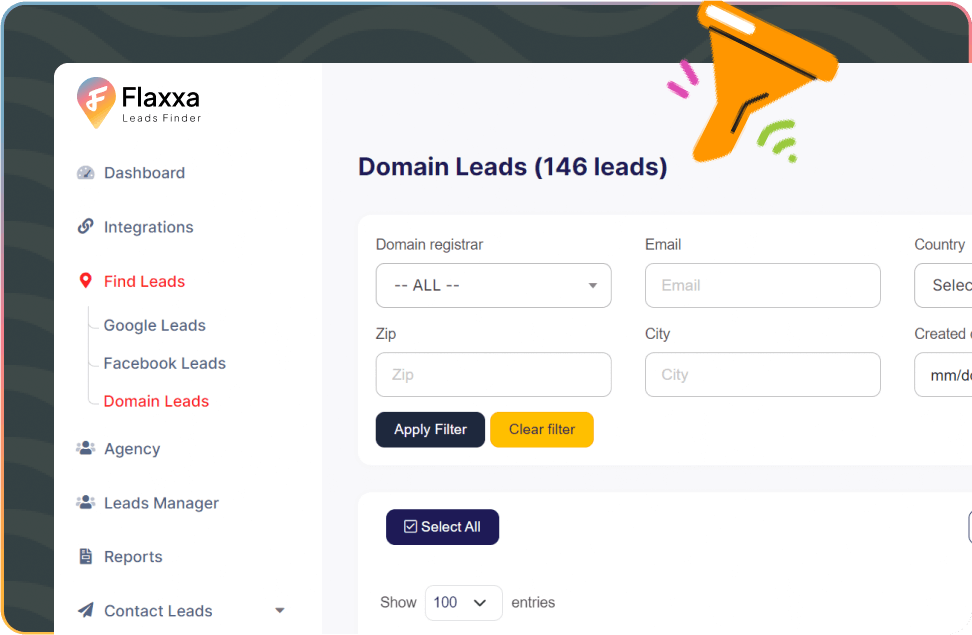 Flaxxa
Leads Finder
Dashboard
Integrations
Find Leads
Google Leads
Facebook Leads
Domain Leads
Agency
Leads Manager
Reports
Contact Leads
Domain Leads (146 leads)
Domain registrar
Email
Country
-- ALL --
Email
Selec
Zip
City
Created
Zip
City
mm/d
Apply Filter
Clear filter
Select All
Show 100 entries